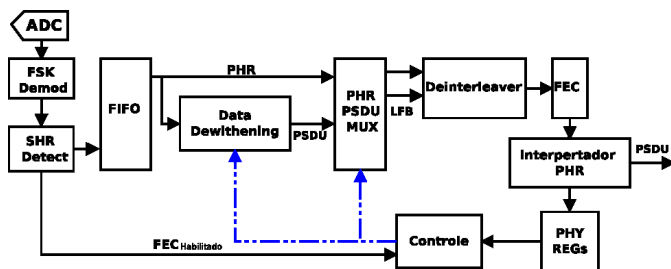 ADC
FSK
Demod
SHR
Detect
FIFO
PHR
Data
Dewithening
PSDU
PHR
PSDU
MUX
LFB
Deinterleaver
FEC
Interpertador
PHR
PSDU
PHY
REGs
Controle
FEC Habilitado